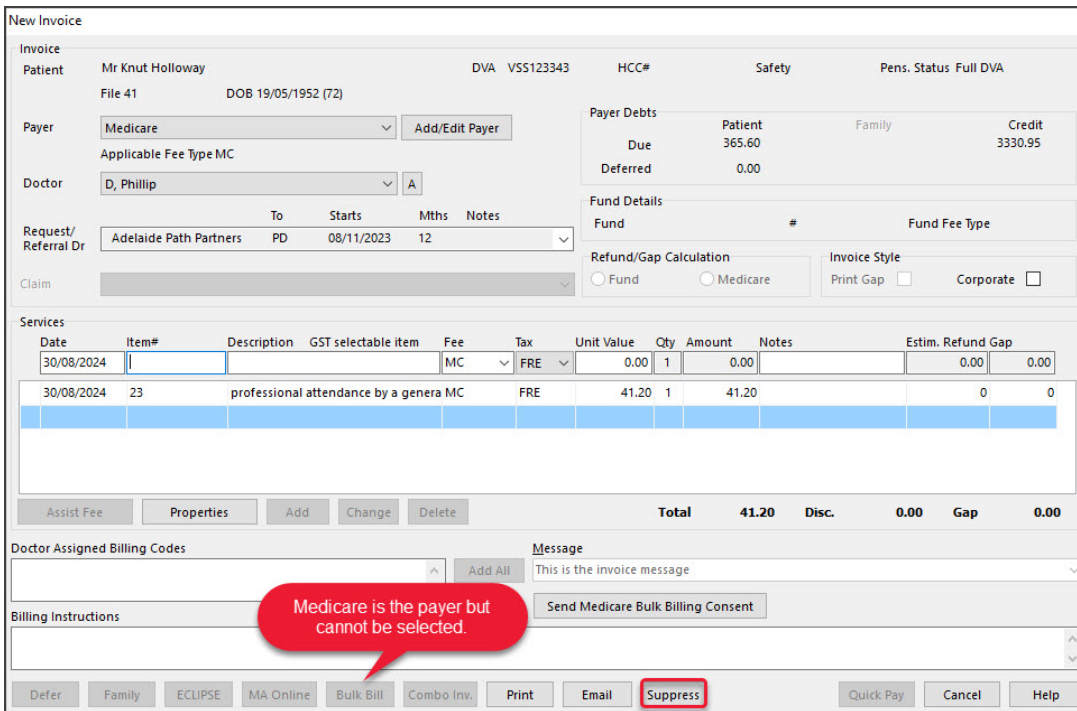 New Invoice
Invoice
Patient Mr Knut Holloway DVA VSS123343 HCC# Safety Pens. Status Full DVA
File 41 DOB 19/05/1952 (72)
Payer Medicare Add/Edit Payer
Applicable Fee Type MC
Payer Debts
Patient Family Credit
Due 365.60 3330.95
Deferred 0.00
Doctor D, Phillip A
To Starts Mths Notes
Request/
Referral Dr
Adelaide Path Partners PD 08/11/2023 12
Fund Details
Fund # Fund Fee Type
Refund/Gap Calculation
Fund Medicare
Invoice Style
Print Gap Corporate
Claim
Services
Date Item# Description GST selectable item Fee Tax Unit Value Qty Amount Notes Estim. Refund Gap
30/08/2024 MC FRE 0.00 1 0.00 0.00 0.00
30/08/2024 23 professional attendance by a genera MC FRE 41.20 1 41.20 0 0
Assist Fee Properties Add Change Delete Total 41.20 Disc. 0.00 Gap 0.00
Doctor Assigned Billing Codes
Add All
Message
This is the invoice message
Send Medicare Bulk Billing Consent
Medicare is the payer but
cannot be selected.
Billing Instructions
Defer Family ECLIPSE MA Online Bulk Bill Combo Inv. Print Email Suppress Quick Pay Cancel Help